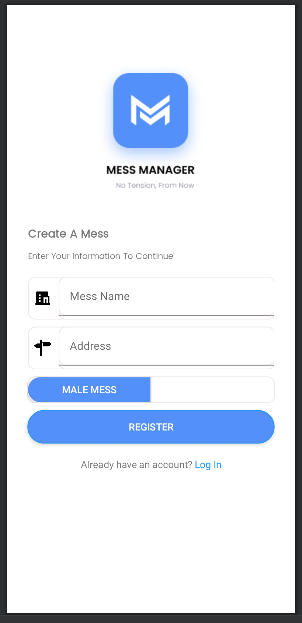 MESS MANAGER
No Tension, From Now
Create A Mess
Enter Your Information To Continue
Mess Name
Address
MALE MESS
REGISTER
Already have an account? Log In